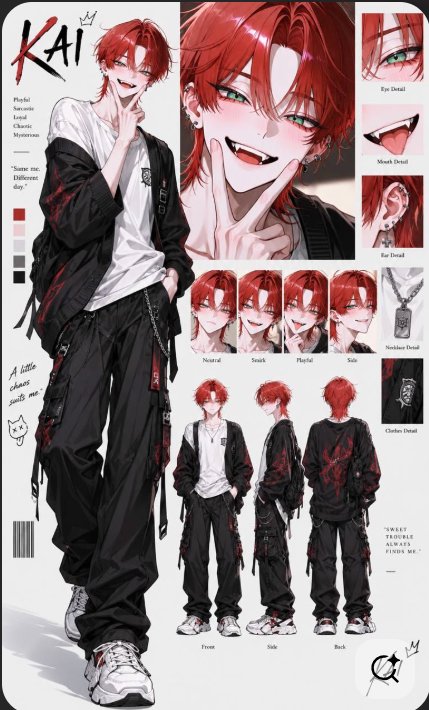 KAI
Playful
Sarcastic
Loyal
Chaotic
Mysterious
"Same me.
Different
day."
A little
chaos
suits me."
Eye Detail
Mouth Detail
Ear Detail
Neutral
Smirk
Playful
Side
Necklace Detail
Clothes Detail
"SWEET
TROUBLE
ALWAYS
FINDS ME."
Front
Side
Back